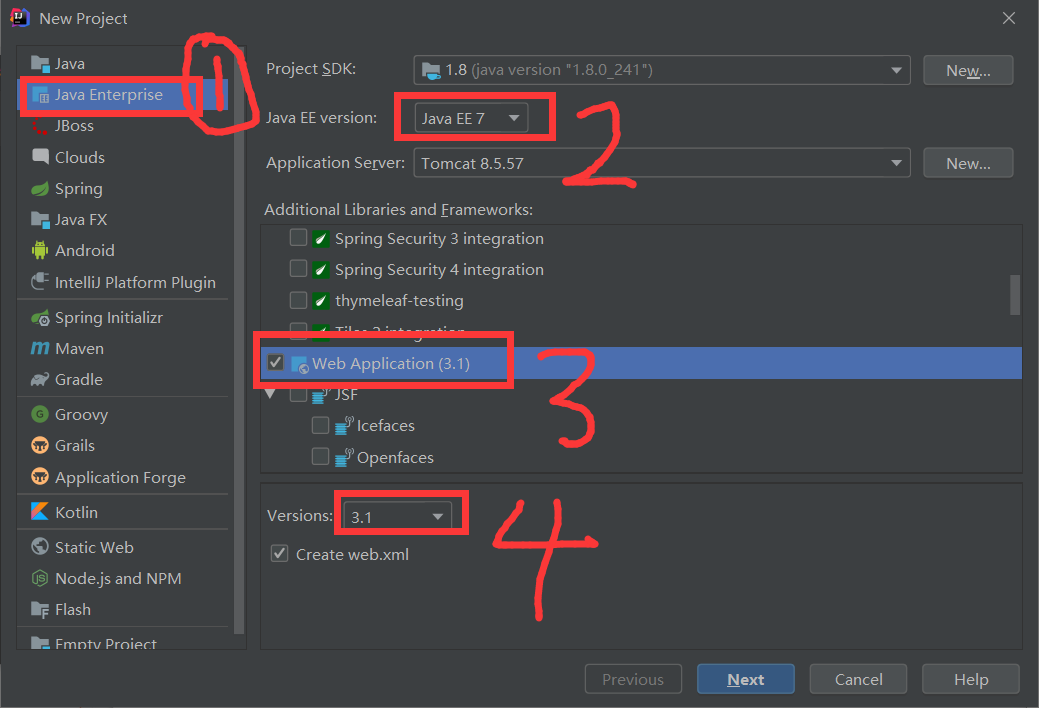 New Project
Java
Java Enterprise
JBoss
Clouds
Spring
Java FX
Android
IntelliJ Platform Plugin
Spring Initializr
Maven
Gradle
Groovy
Grails
Application Forge
Kotlin
Static Web
Node.js and NPM
Flash
Empty Project
1
Project SDK: 1.8 (java version "1.8.0_241") New...
Java EE version: Java EE 7
2
Application Server: Tomcat 8.5.57 New...
Additional Libraries and Frameworks:
Spring Security 3 integration
Spring Security 4 integration
thymeleaf-testing
Tiles 2 integration
Web Application (3.1)
3
JSF
Icefaces
Openfaces
Versions: 3.1
4
Create web.xml
Previous Next Cancel Help